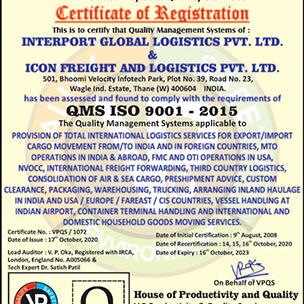 Certificate of Registration
This is to certify that Quality Management Systems of :
INTERPORT GLOBAL LOGISTICS PVT. LTD.
&
ICON FREIGHT AND LOGISTICS PVT. LTD.
501, Bhoomi Velocity Infotech Park, Plot No. 39, Road No. 23,
Wagle Ind. Estate, Thane (W) 400604 INDIA.
has been assessed and found to comply with the requirements of
QMS ISO 9001 - 2015
The Quality Management Systems applicable to
PROVISION OF TOTAL INTERNATIONAL LOGISTICS SERVICES FOR EXPORT/IMPORT
CARGO MOVEMENT FROM/TO INDIA AND IN FOREIGN COUNTRIES, MTO
OPERATIONS IN INDIA & ABROAD, FMC AND OTI OPERATIONS IN USA,
NVOCC, INTERNATIONAL FREIGHT FORWARDING, THIRD COUNTRY LOGISTICS,
CONSOLIDATION OF AIR & SEA CARGO, PRESHIPMENT ADVICE, CUSTOM
CLEARANCE, PACKAGING, WAREHOUSING, TRUCKING, ARRANGING INLAND HAULAGE
IN INDIA and USA / EUROPE / FAREAST / CIS COUNTRIES, VESSEL HANDLING AT
INDIAN AIRPORT, CONTAINER TERMINAL HANDLING AND INTERNATIONAL AND
DOMESTIC HOUSEHOLD GOODS MOVING SERVICES.
Certificate No. : VPQS / 1072
Date of Initial Certification : 9th August, 2008
Date of Issue : 17th October, 2020
Date of Recertification : 14, 15, 16th October, 2020
Date of Expiry : 16th October, 2023
Lead Auditor : V. P. Oka, Registered with IRCA,
London, England No. A005066 &
Tech Expert Dr. Satish Patil
VPQS
On Behalf of VPQS
House of Productivity and Quality